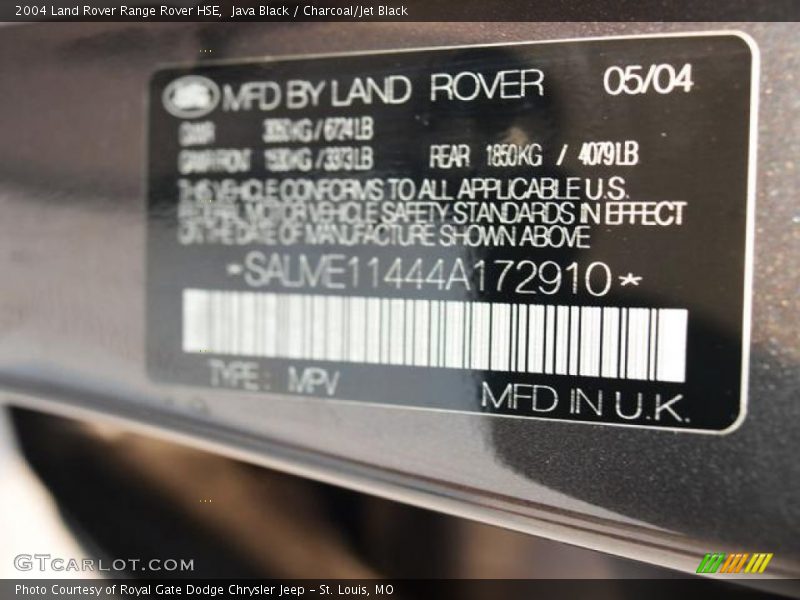 2004 Land Rover Range Rover HSE,  Java Black / Charcoal/Jet Black
MFD BY LAND ROVER 05/04
GVWR 3050KG / 6724LB
GAWR FRONT 1530KG / 3373LB REAR 1850KG / 4079LB
THIS VEHICLE CONFORMS TO ALL APPLICABLE U.S.
FEDERAL MOTOR VEHICLE SAFETY STANDARDS IN EFFECT
ON THE DATE OF MANUFACTURE SHOWN ABOVE
*SALME11444A172910*
TYPE: MPV MFD IN U.K.
GTCARLOT.COM
Photo Courtesy of Royal Gate Dodge Chrysler Jeep – St. Louis, MO